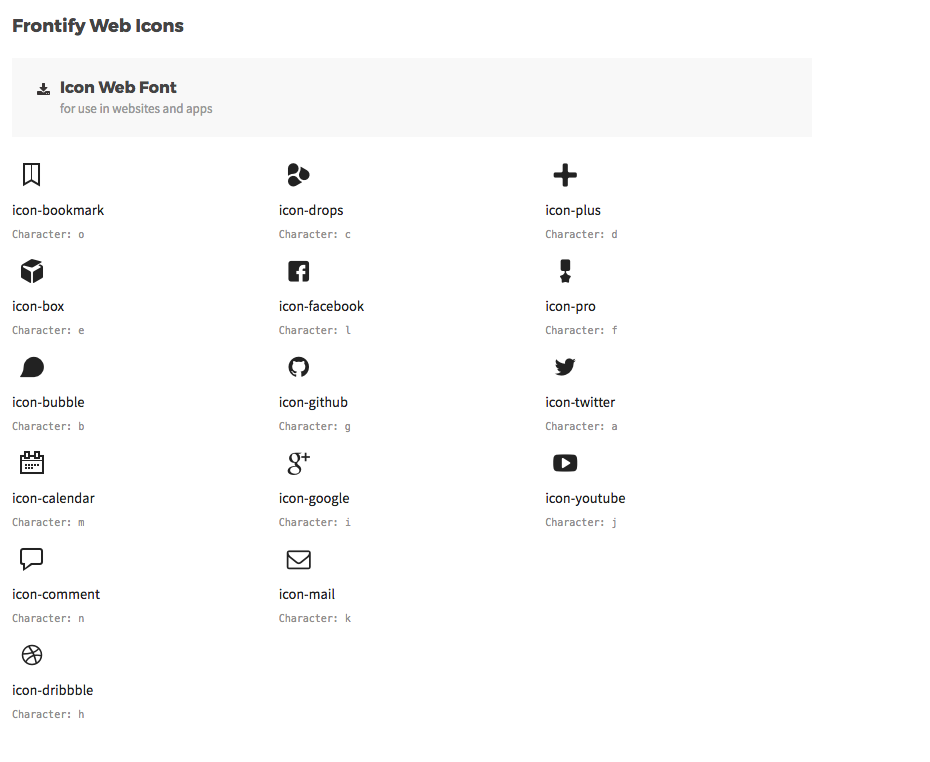 Frontify Web Icons
Icon Web Font
for use in websites and apps
icon-bookmark
Character: o
icon-box
Character: e
icon-bubble
Character: b
icon-calendar
Character: m
icon-comment
Character: n
icon-dribbble
Character: h
icon-drops
Character: c
icon-facebook
Character: l
icon-github
Character: g
icon-google
Character: i
icon-mail
Character: k
icon-plus
Character: d
icon-pro
Character: f
icon-twitter
Character: a
icon-youtube
Character: j